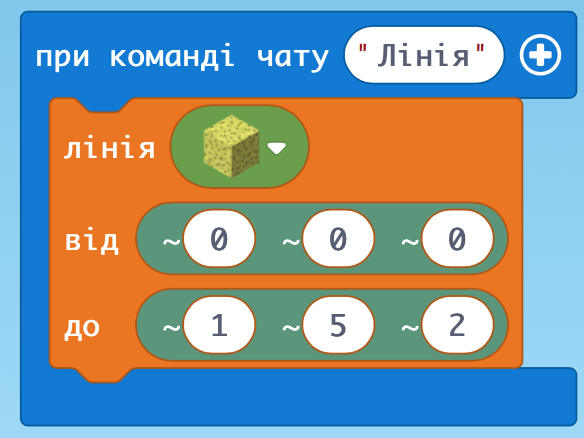 при команді чату "Лінія"
лінія
від ~0 ~0 ~0
до ~1 ~5 ~2